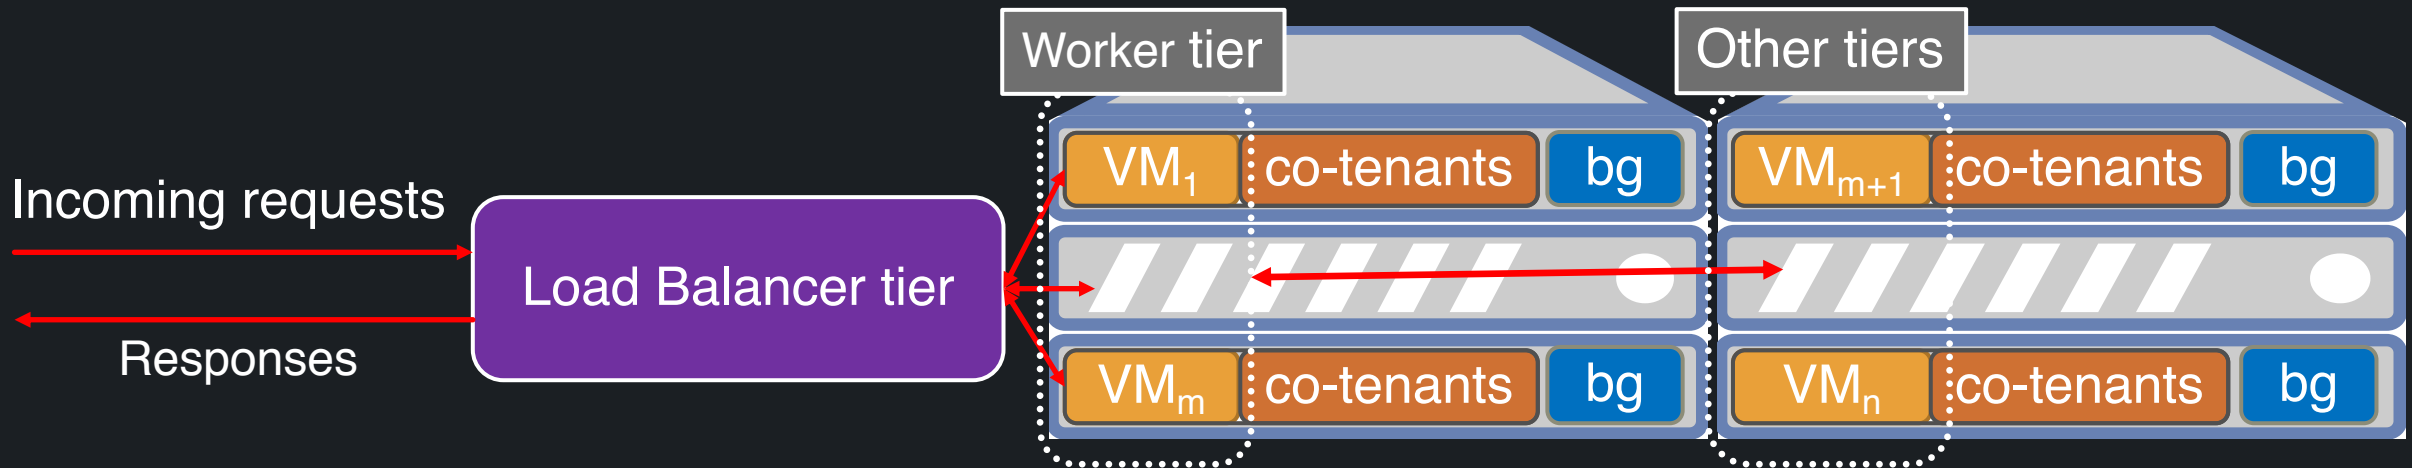 Worker tier
Other tiers
VM₁ co-tenants bg
VMₘ₊₁ co-tenants bg
Incoming requests
Load Balancer tier
Responses
VMₘ co-tenants bg
VMₙ co-tenants bg